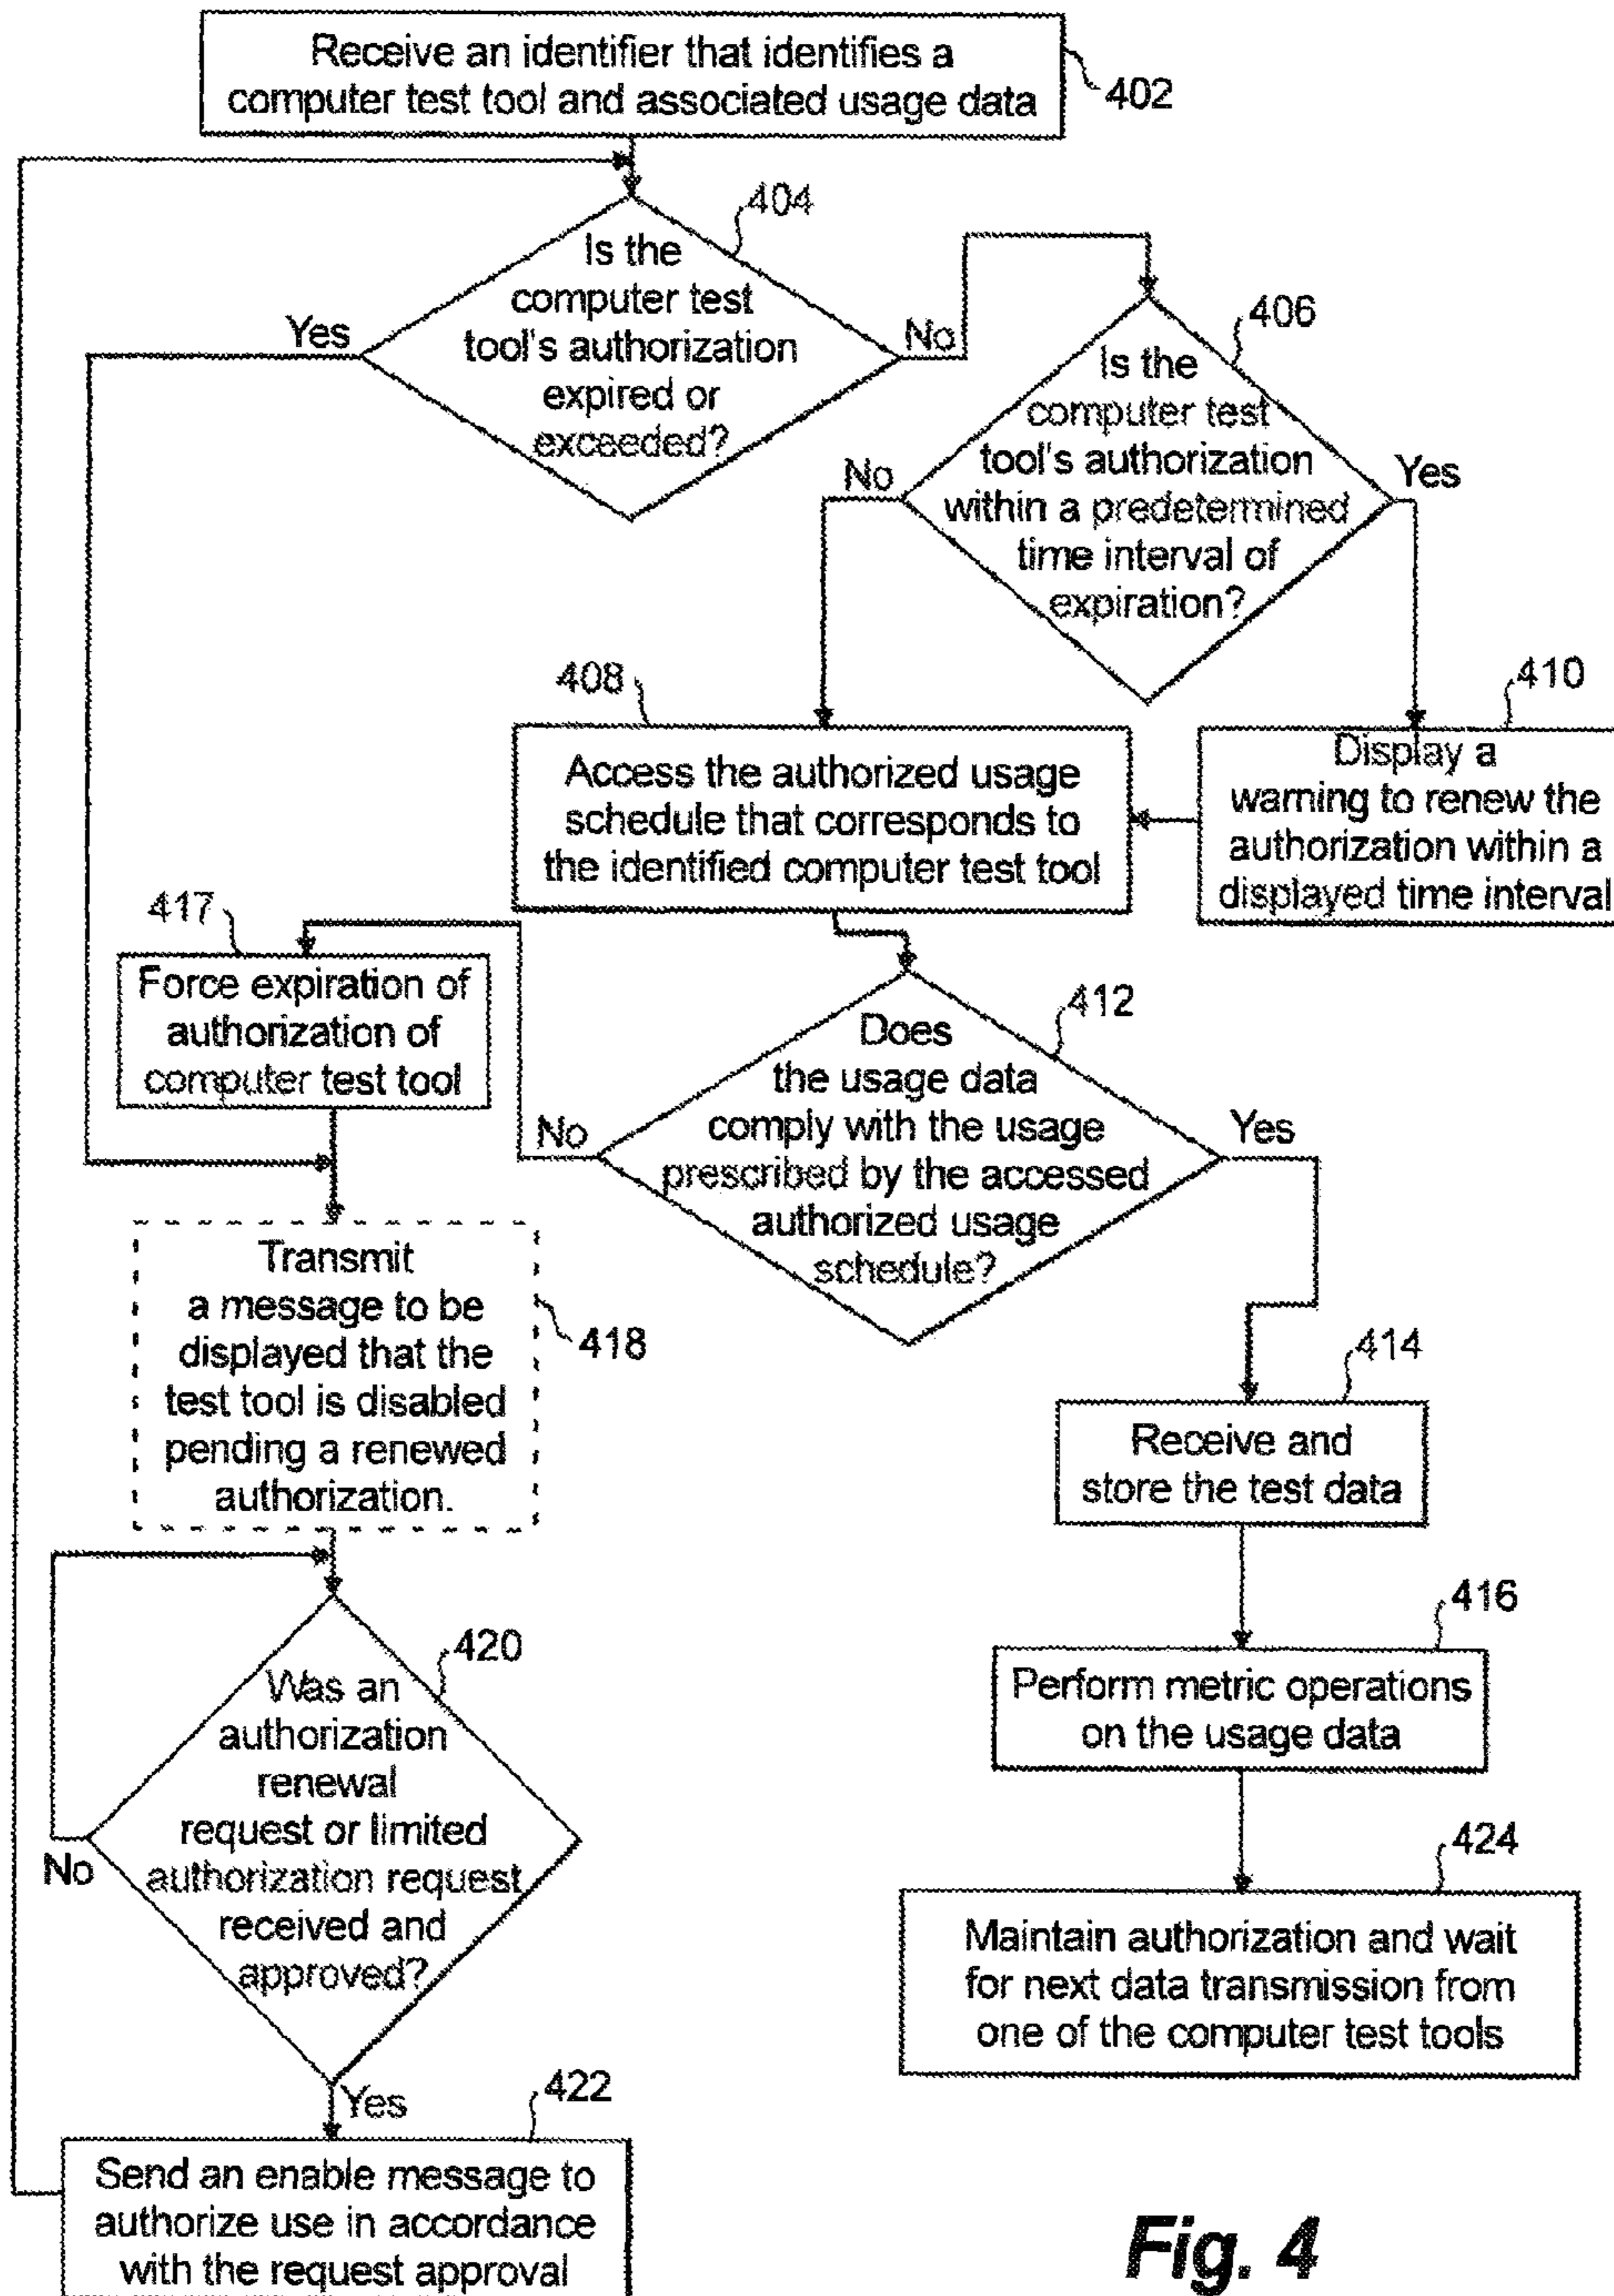 Receive an identifier that identifies a
computer test tool and associated usage data
402
404
Is the
computer test
tool's authorization
expired or
exceeded?
Yes
No
406
Is the
computer test
tool's authorization
within a predetermined
time interval of
expiration?
No
Yes
408
Access the authorized usage
schedule that corresponds to
the identified computer test tool
410
Display a
warning to renew the
authorization within a
displayed time interval
417
Force expiration of
authorization of
computer test tool
412
Does
the usage data
comply with the usage
prescribed by the accessed
authorized usage
schedule?
No
Yes
Transmit
a message to be
displayed that the
test tool is disabled
pending a renewed
authorization.
418
414
Receive and
store the test data
416
Perform metric operations
on the usage data
420
Was an
authorization
renewal
request or limited
authorization request
received and
approved?
No
Yes
424
Maintain authorization and wait
for next data transmission from
one of the computer test tools
422
Send an enable message to
authorize use in accordance
with the request approval
Fig. 4